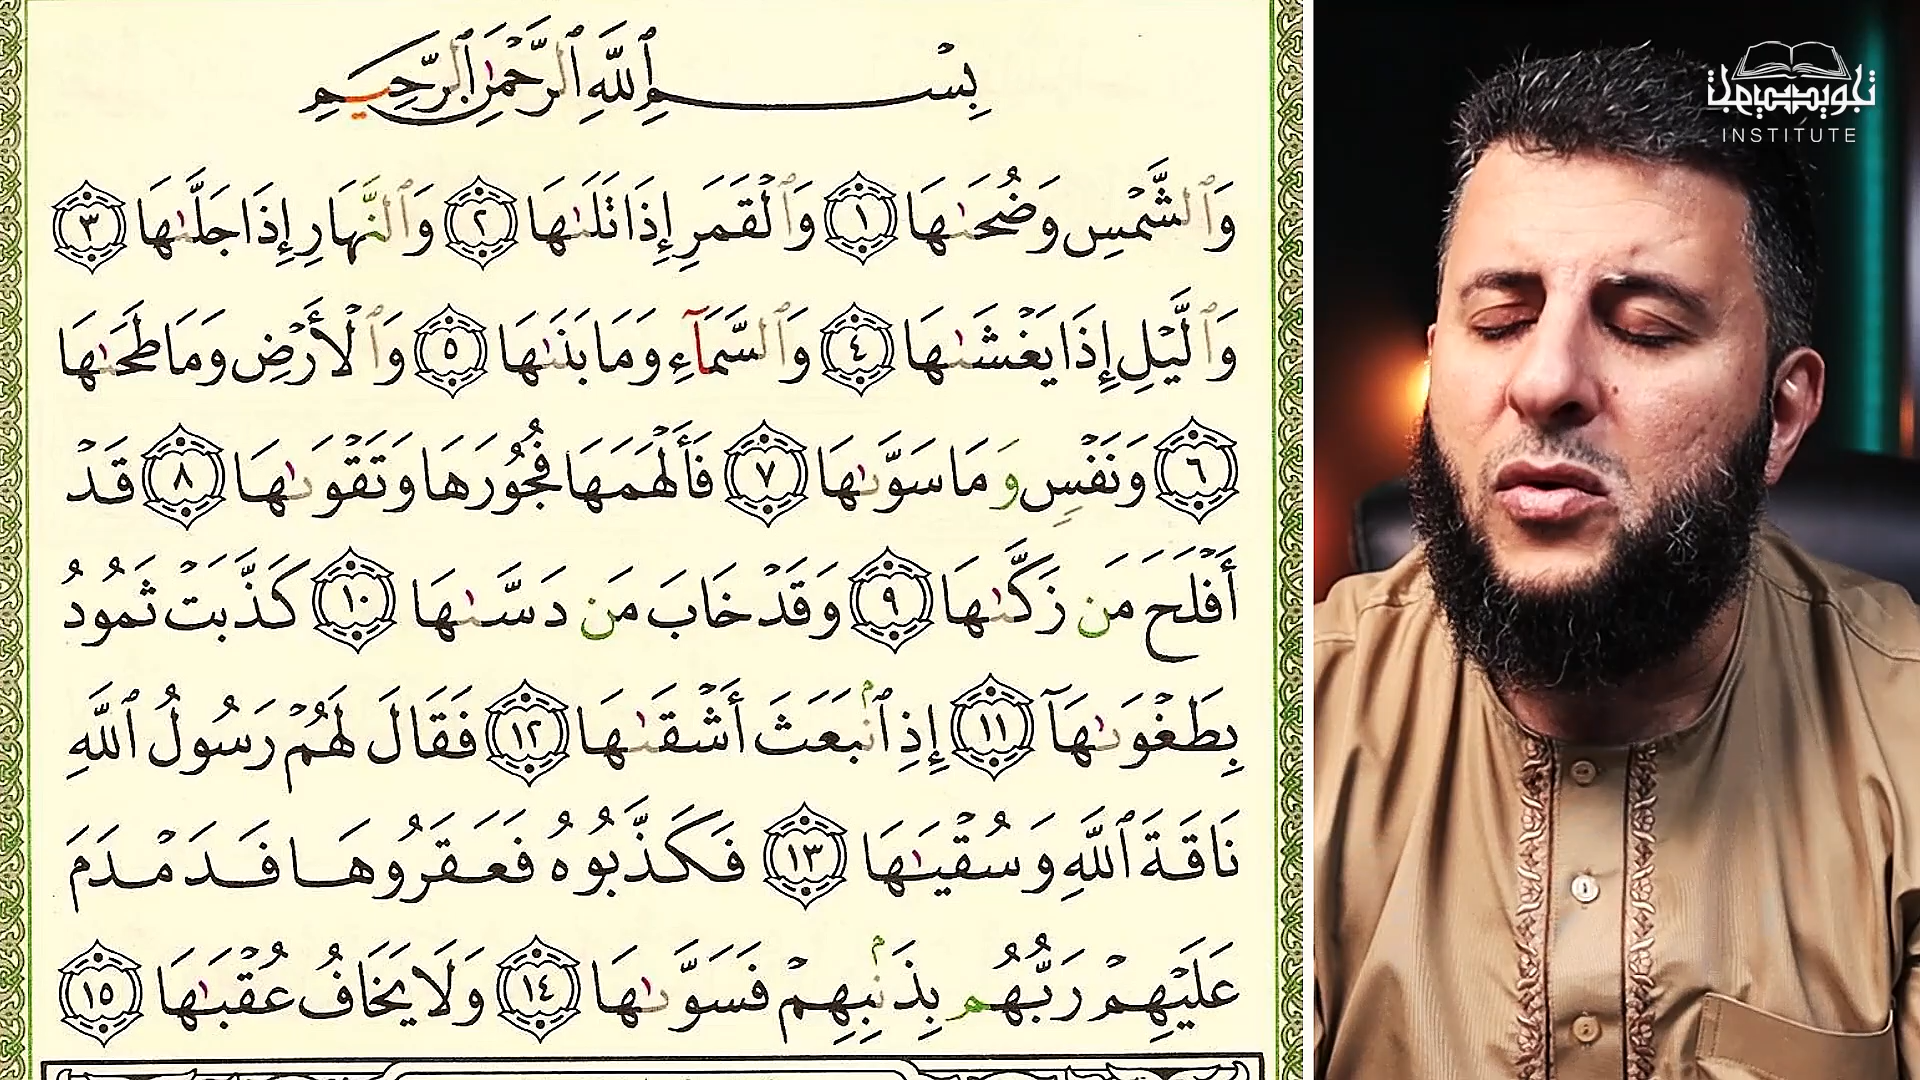 بِسْمِ ٱللَّهِ ٱلرَّحْمَٰنِ ٱلرَّحِيمِ
وَٱلشَّمْسِ وَضُحَىٰهَا ١ وَٱلْقَمَرِ إِذَا تَلَىٰهَا ٢ وَٱلنَّهَارِ إِذَا جَلَّىٰهَا ٣
وَٱلَّيْلِ إِذَا يَغْشَىٰهَا ٤ وَٱلسَّمَآءِ وَمَا بَنَىٰهَا ٥ وَٱلْأَرْضِ وَمَا طَحَىٰهَا
٦ وَنَفْسٍ وَمَا سَوَّىٰهَا ٧ فَأَلْهَمَهَا فُجُورَهَا وَتَقْوَىٰهَا ٨ قَدْ
أَفْلَحَ مَن زَكَّىٰهَا ٩ وَقَدْ خَابَ مَن دَسَّىٰهَا ١٠ كَذَّبَتْ ثَمُودُ
بِطَغْوَىٰهَآ ١١ إِذِ ٱنۢبَعَثَ أَشْقَىٰهَا ١٢ فَقَالَ لَهُمْ رَسُولُ ٱللَّهِ
نَاقَةَ ٱللَّهِ وَسُقْيَٰهَا ١٣ فَكَذَّبُوهُ فَعَقَرُوهَا فَدَمْدَمَ
عَلَيْهِمْ رَبُّهُم بِذَنۢبِهِمْ فَسَوَّىٰهَا ١٤ وَلَا يَخَافُ عُقْبَٰهَا ١٥
INSTITUTE